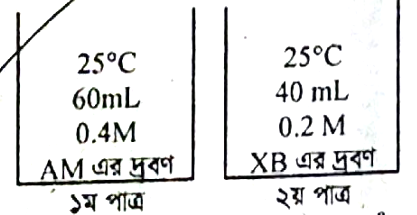 25°C
60mL
0.4M
AM এর দ্রবণ
১ম পাত্র
25°C
40 mL
0.2 M
XB এর দ্রবণ
২য় পাত্র